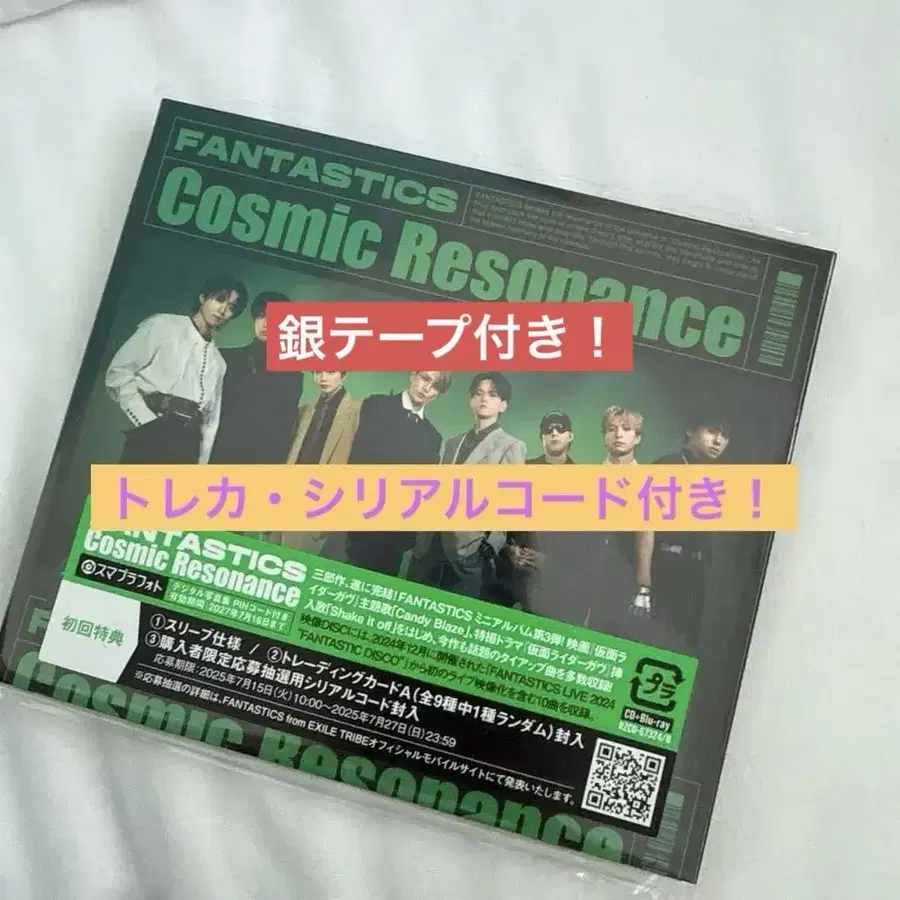 FANTASTICS
Cosmic Resonance
銀テープ付き！
トレカ・シリアルコード付き！
FANTASTICS
Cosmic Resonance
スマプラフォト
デジタル写真集 PINコード付き
有効期間：2027年7月16日まで
三部作、遂に完結！FANTASTICS ミニアルバム第3弾！映画『仮面ラ
イダーガヴ』主題歌「Candy Blaze」、特撮ドラマ『仮面ライダーガヴ』挿
入歌「Shake it off」をはじめ、今作も話題のタイアップ曲を多数収録！
映像DISCには、2024年12月に開催された「FANTASTICS LIVE 2024
"FANTASTIC DISCO"」から初のライブ映像化を含む10曲を収録。
初回特典
①スリーブ仕様 / ②トレーディングカードA（全9種中1種ランダム）封入
③購入者限定応募抽選用シリアルコード封入
応募期限：2025年7月15日(火)10:00～2025年7月27日(日)23:59
※応募抽選の詳細は、FANTASTICS from EXILE TRIBEオフィシャルモバイルサイトにて発表いたします。
プラ
CD+Blu-ray
RZCD-67324/B
Cosmic Resonance